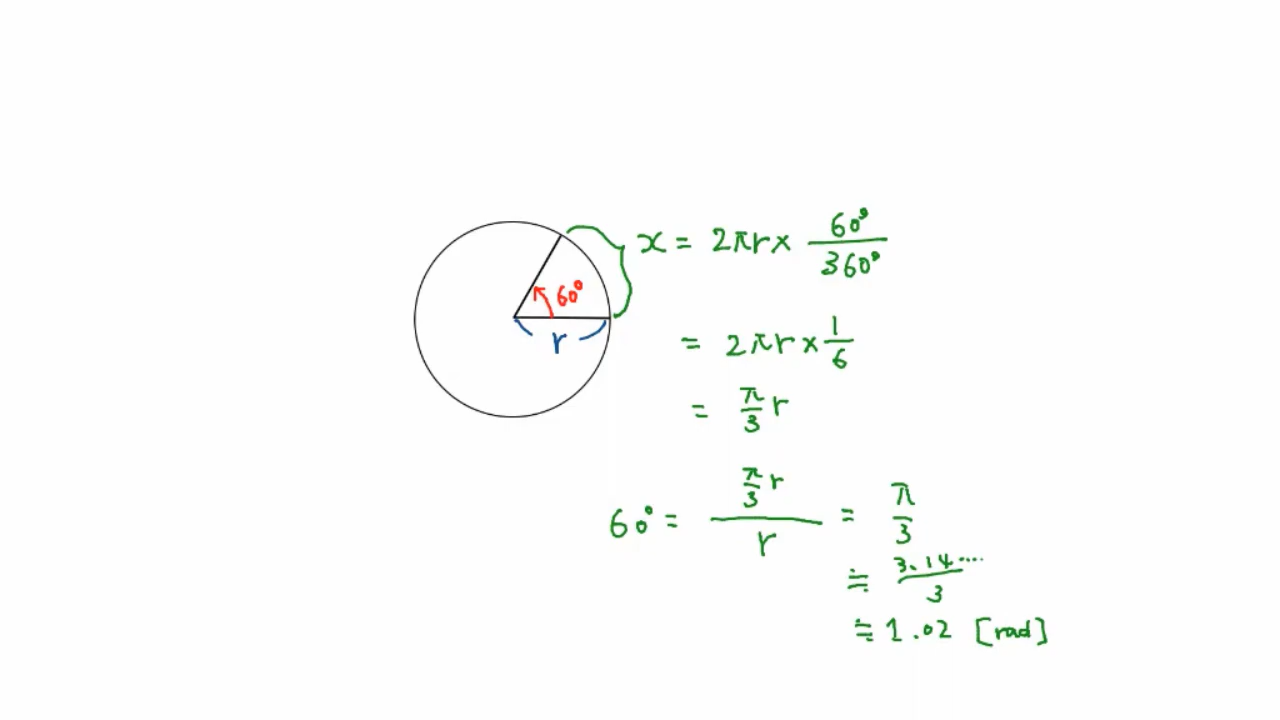 x = 2πr× 60°/360°
60°
r
= 2πr×1/6
= π/3 r
60° = π/3 r / r = π/3
≒ 3.14…/3
≒ 1.02 [rad]